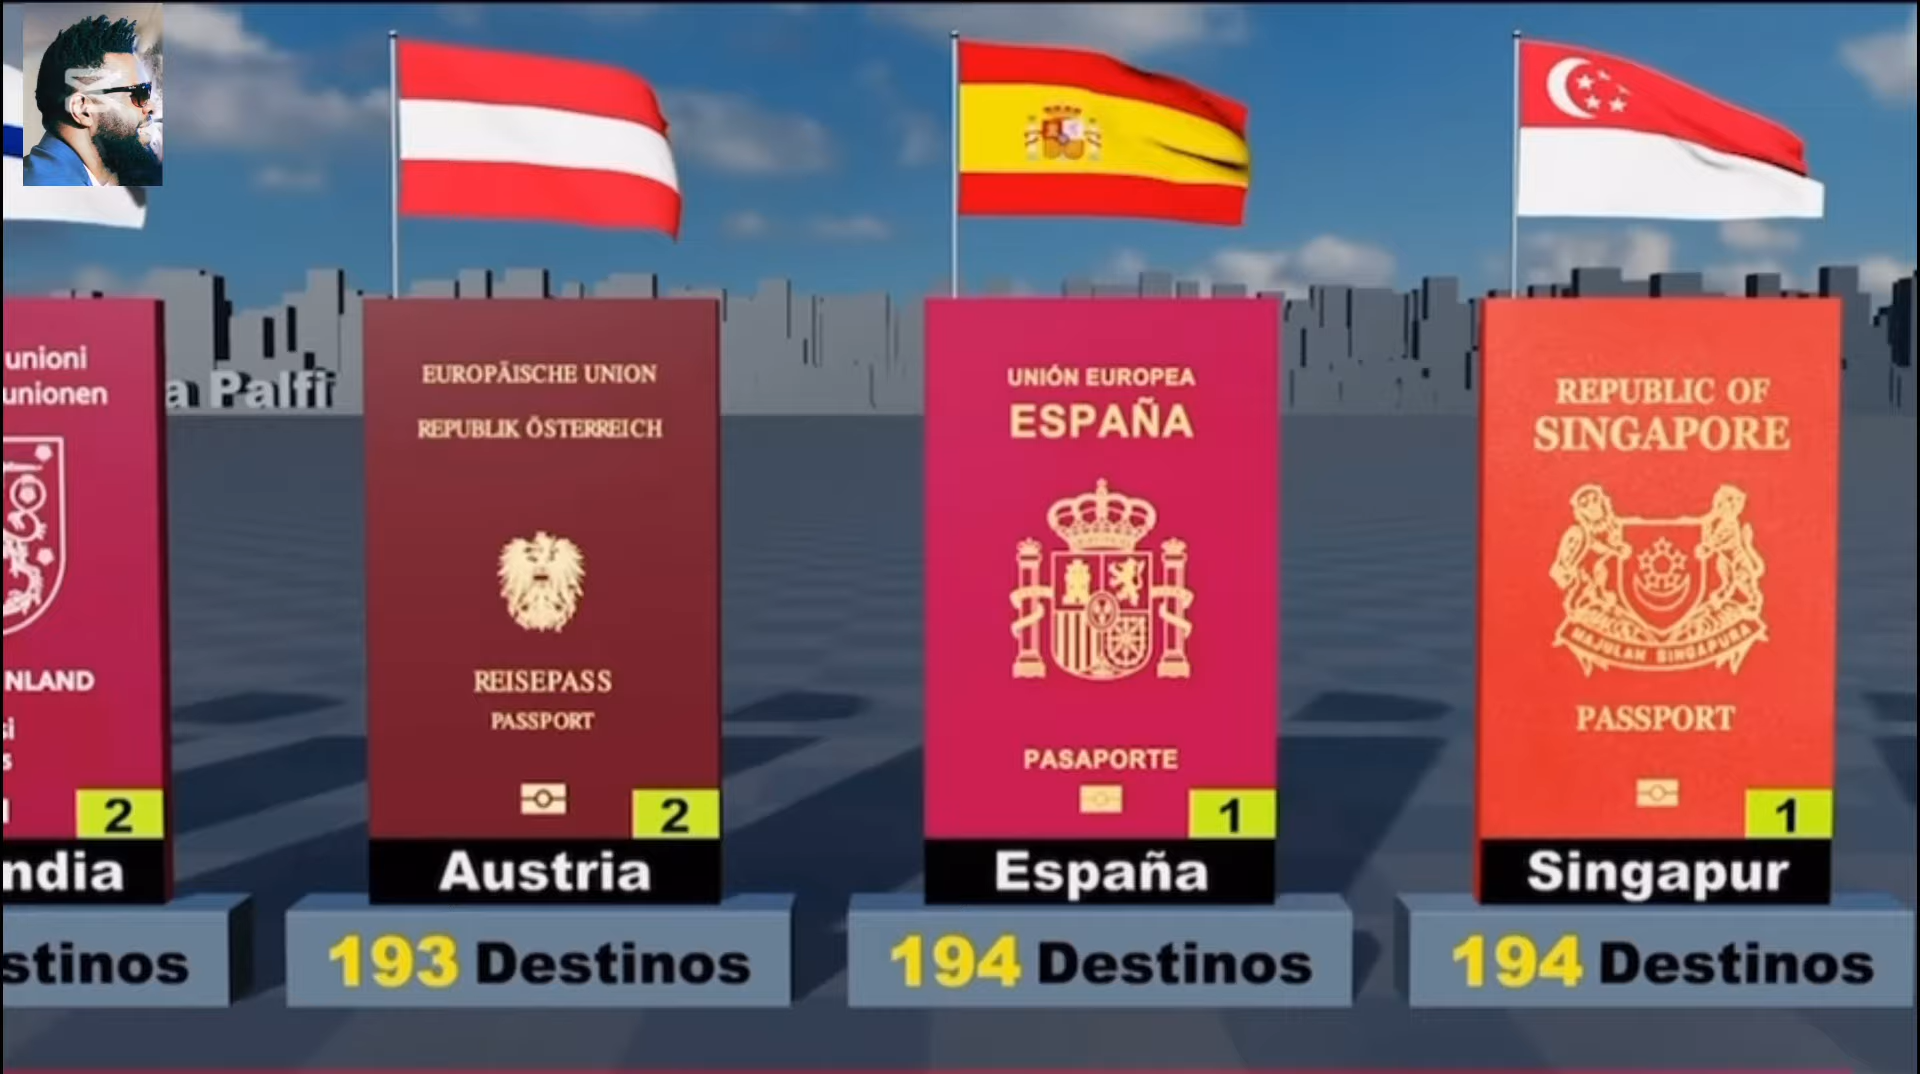 unioni
unionen
a Palfi
NLAND
2
ndia
stinos
EUROPÄISCHE UNION
REPUBLIK ÖSTERREICH
REISEPASS
PASSPORT
2
Austria
193 Destinos
UNIÓN EUROPEA
ESPAÑA
PASAPORTE
1
España
194 Destinos
REPUBLIC OF
SINGAPORE
MAJULAH SINGAPURA
PASSPORT
1
Singapur
194 Destinos